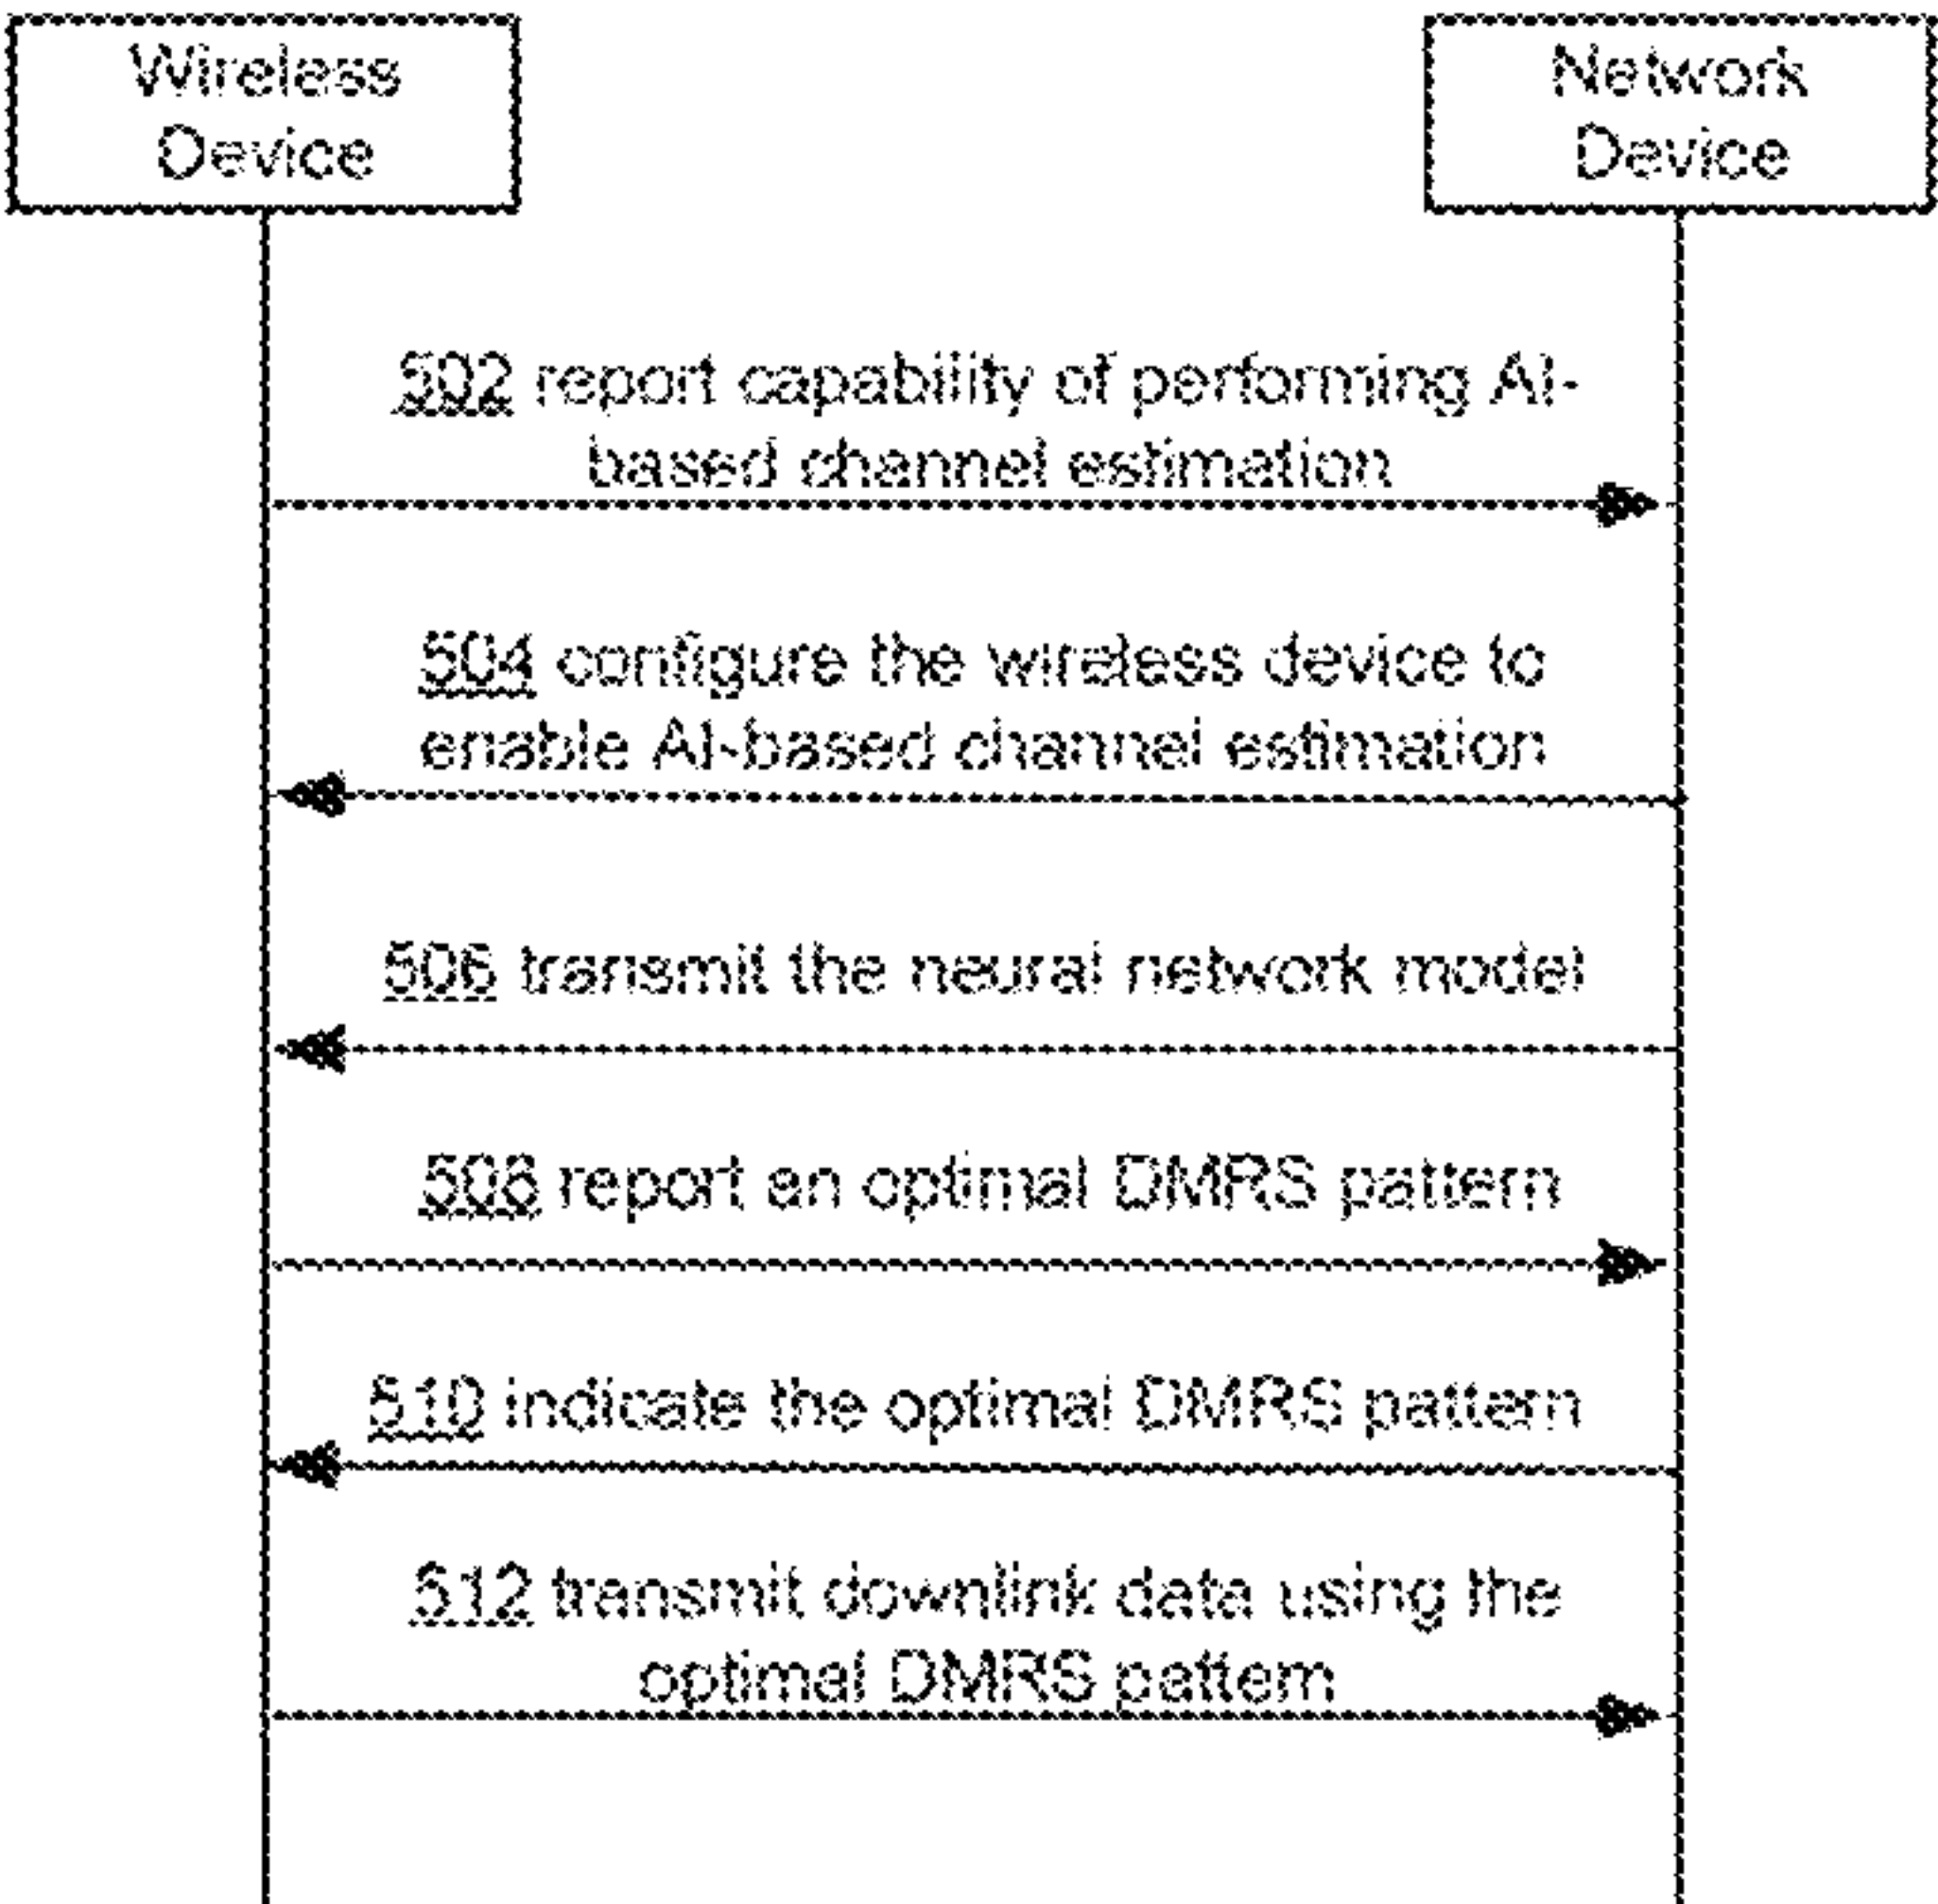 Wireless
Device
Network
Device
502 report capability of performing AI-
based channel estimation
504 configure the wireless device to
enable AI-based channel estimation
506 transmit the neural network model
508 report an optimal DMRS pattern
510 indicate the optimal DMRS pattern
512 transmit downlink data using the
optimal DMRS pattern